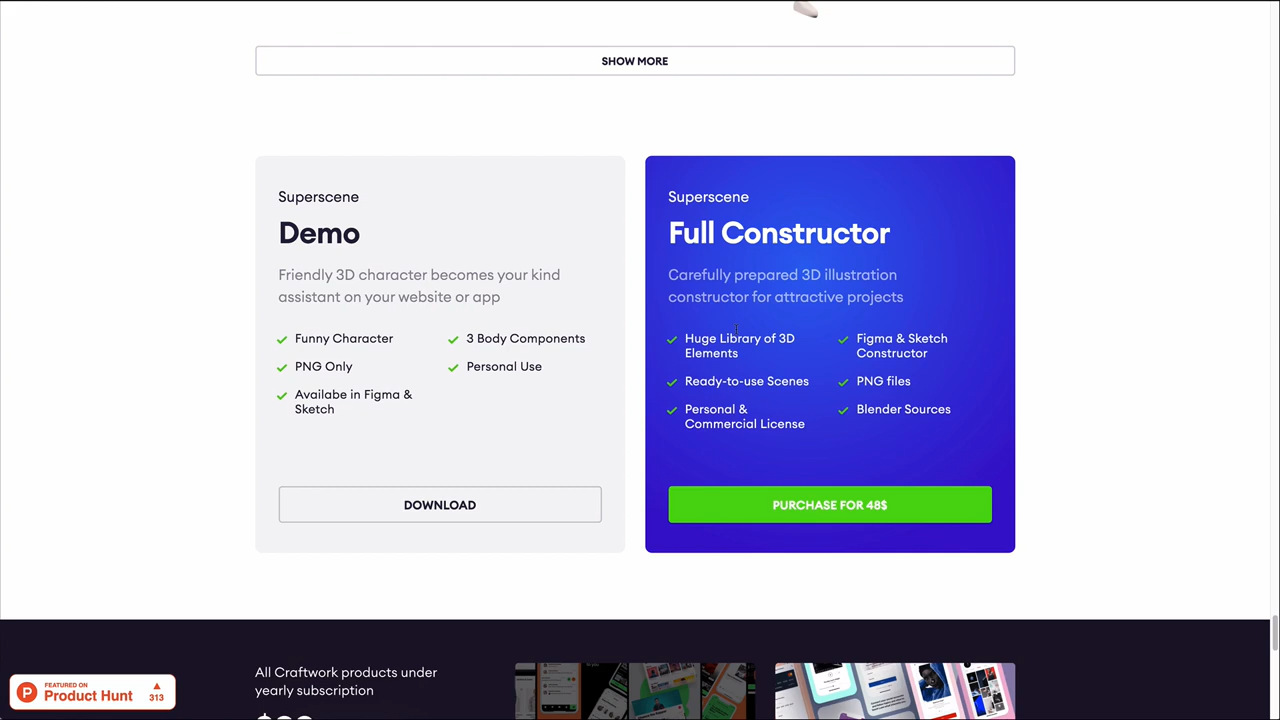 SHOW MORE
Superscene
Demo
Friendly 3D character becomes your kind
assistant on your website or app
Funny Character
3 Body Components
PNG Only
Personal Use
Availabe in Figma &
Sketch
DOWNLOAD
Superscene
Full Constructor
Carefully prepared 3D illustration
constructor for attractive projects
Huge Library of 3D
Elements
Figma & Sketch
Constructor
Ready-to-use Scenes
PNG files
Personal &
Commercial License
Blender Sources
PURCHASE FOR 48$
All Craftwork products under
yearly subscription
FEATURED ON
Product Hunt
313